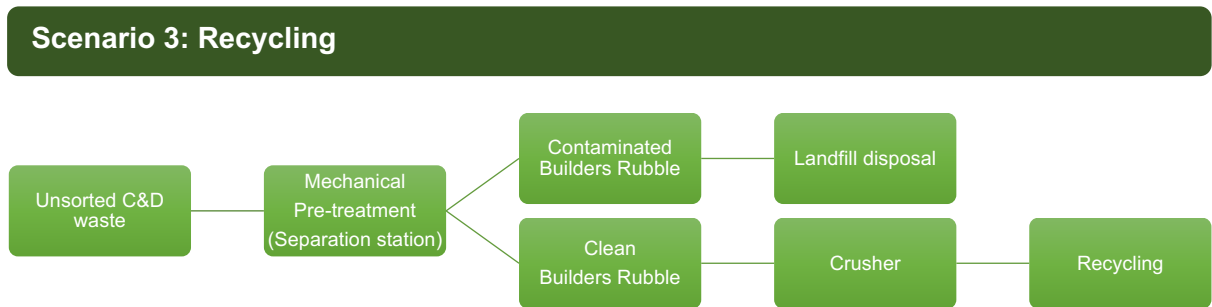 Scenario 3: Recycling
Unsorted C&D
waste
Mechanical
Pre-treatment
(Separation station)
Contaminated
Builders Rubble
Landfill disposal
Clean
Builders Rubble
Crusher
Recycling